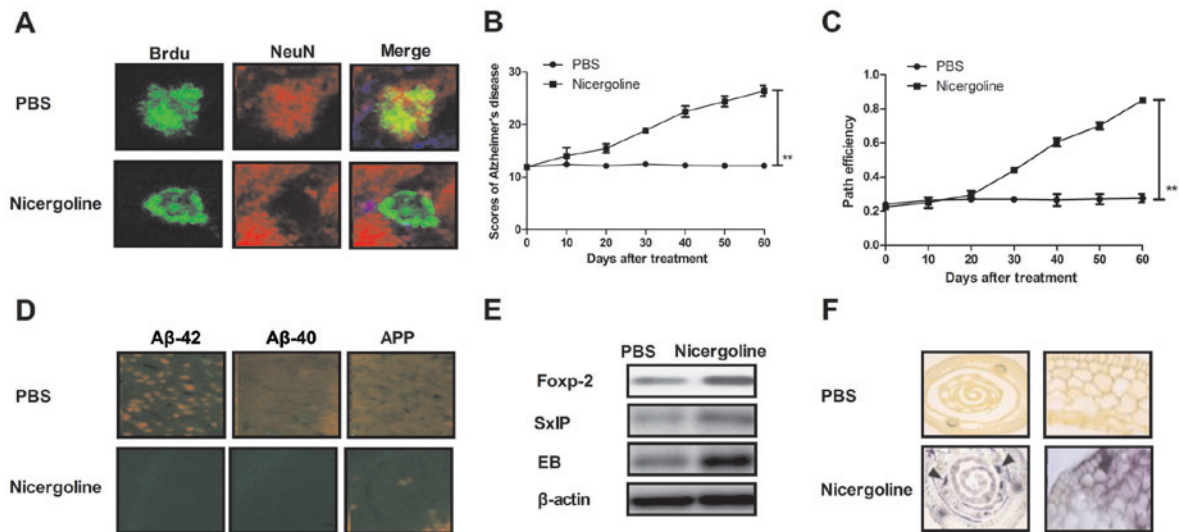 A
Brdu NeuN Merge
PBS
Nicergoline
B
PBS
Nicergoline
Scores of Alzheimer's disease
30
20
10
0
**
0 10 20 30 40 50 60
Days after treatment
C
PBS
Nicergoline
Path efficiency
1.0
0.8
0.6
0.4
0.2
0.0
**
0 10 20 30 40 50 60
Days after treatment
D
Aβ-42 Aβ-40 APP
PBS
Nicergoline
E
PBS Nicergoline
Foxp-2
SxIP
EB
β-actin
F
PBS
Nicergoline